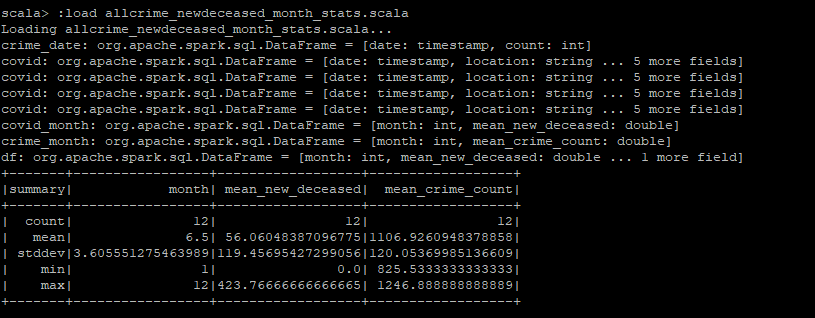 scala> :load allcrime_newdeceased_month_stats.scala
Loading allcrime_newdeceased_month_stats.scala...
crime_date: org.apache.spark.sql.DataFrame = [date: timestamp, count: int]
covid: org.apache.spark.sql.DataFrame = [date: timestamp, location: string ... 5 more fields]
covid: org.apache.spark.sql.DataFrame = [date: timestamp, location: string ... 5 more fields]
covid: org.apache.spark.sql.DataFrame = [date: timestamp, location: string ... 5 more fields]
covid: org.apache.spark.sql.DataFrame = [date: timestamp, location: string ... 5 more fields]
covid_month: org.apache.spark.sql.DataFrame = [month: int, mean_new_deceased: double]
crime_month: org.apache.spark.sql.DataFrame = [month: int, mean_crime_count: double]
df: org.apache.spark.sql.DataFrame = [month: int, mean_new_deceased: double ... 1 more field]
+-------+-----------------+------------------+------------------+
|summary|            month| mean_new_deceased|  mean_crime_count|
+-------+-----------------+------------------+------------------+
|  count|               12|                12|                12|
|   mean|              6.5| 56.06048387096775|1106.9260948378858|
| stddev|3.605551275463989|119.45695427299056|120.05369985136609|
|    min|                1|               0.0| 825.5333333333333|
|    max|               12|423.76666666666665| 1246.888888888889|
+-------+-----------------+------------------+------------------+